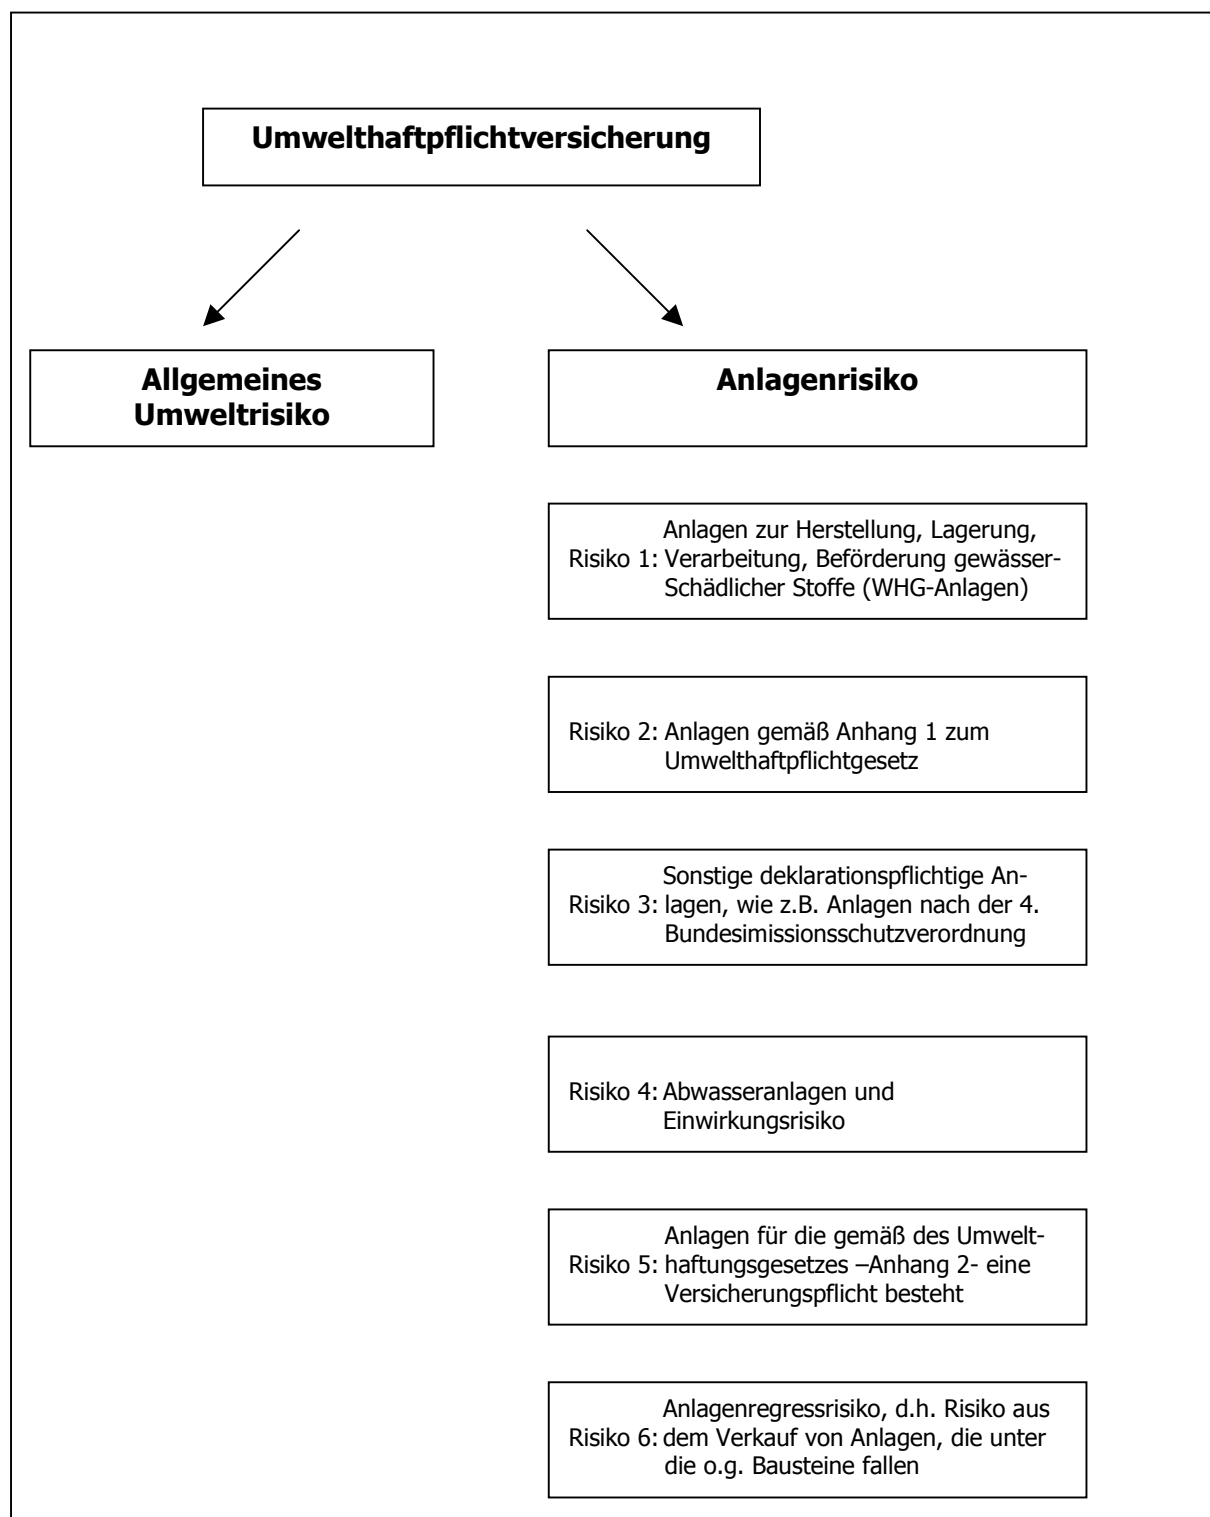 Umwelthaftpflichtversicherung
Allgemeines
Umweltrisiko
Anlagenrisiko
Anlagen zur Herstellung, Lagerung,
Risiko 1: Verarbeitung, Beförderung gewässer-
Schädlicher Stoffe (WHG-Anlagen)
Risiko 2: Anlagen gemäß Anhang 1 zum
Umwelthaftpflichtgesetz
Sonstige deklarationspflichtige An-
Risiko 3: lagen, wie z.B. Anlagen nach der 4.
Bundesimissionsschutzverordnung
Risiko 4: Abwasseranlagen und
Einwirkungsrisiko
Anlagen für die gemäß des Umwelt-
Risiko 5: haftungsgesetzes –Anhang 2- eine
Versicherungspflicht besteht
Anlagenregressrisiko, d.h. Risiko aus
Risiko 6: dem Verkauf von Anlagen, die unter
die o.g. Bausteine fallen